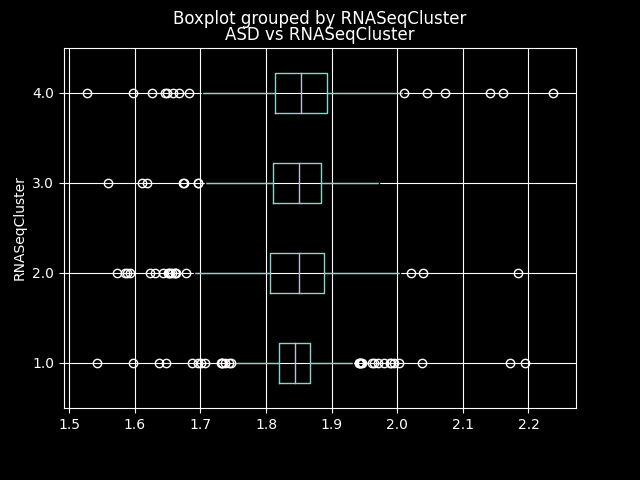 Boxplot grouped by RNASeqCluster
ASD vs RNASeqCluster
4.0
3.0
2.0
1.0
RNASeqCluster
1.5 1.6 1.7 1.8 1.9 2.0 2.1 2.2